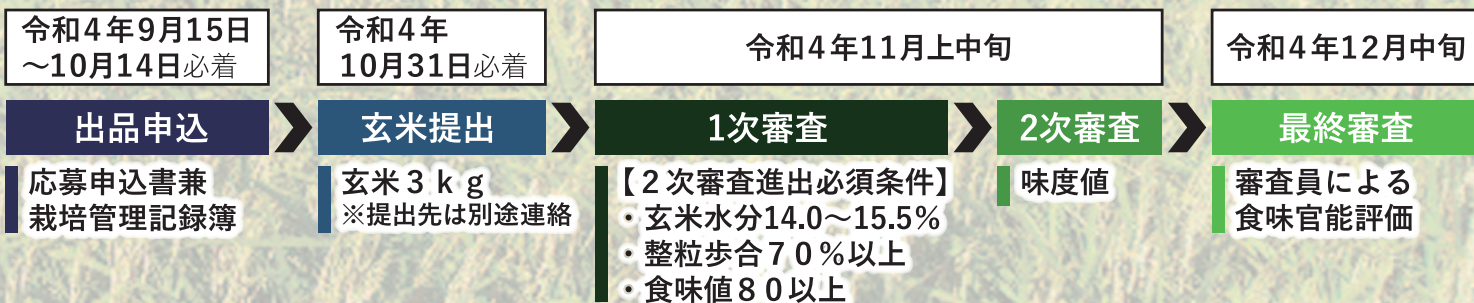 令和4年9月15日
~10月14日必着
令和4年
10月31日必着
令和4年11月上中旬
令和4年12月中旬
出品申込
玄米提出
1次審査
2次審査
最終審査
応募申込書兼
栽培管理記録簿
玄米3kg
※提出先は別途連絡
【2次審査進出必須条件】
・玄米水分14.0~15.5%
・整粒歩合70%以上
・食味値80以上
味度値
審査員による
食味官能評価